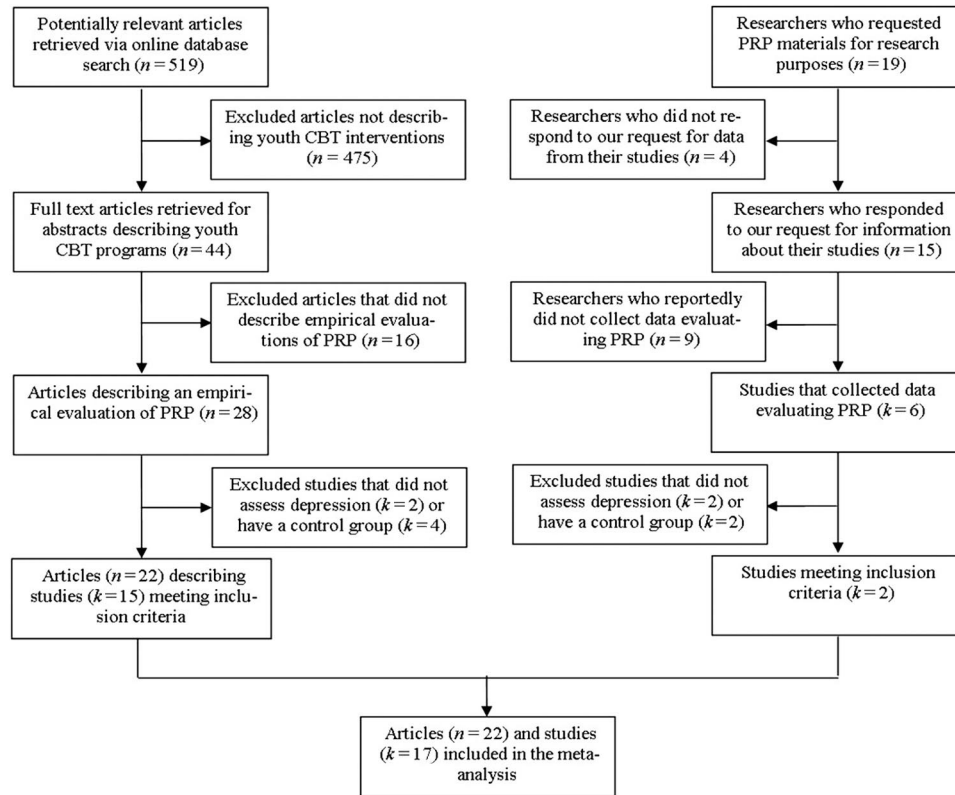 Potentially relevant articles
retrieved via online database
search (n = 519)
Excluded articles not describ-
ing youth CBT interventions
(n = 475)
Full text articles retrieved for
abstracts describing youth
CBT programs (n = 44)
Excluded articles that did not
describe empirical evalua-
tions of PRP (n = 16)
Articles describing an empiri-
cal evaluation of PRP (n = 28)
Excluded studies that did not
assess depression (k = 2) or
have a control group (k = 4)
Articles (n = 22) describing
studies (k = 15) meeting inclu-
sion criteria
Researchers who requested
PRP materials for research
purposes (n = 19)
Researchers who did not re-
spond to our request for data
from their studies (n = 4)
Researchers who responded
to our request for information
about their studies (n = 15)
Researchers who reportedly
did not collect data evaluat-
ing PRP (n = 9)
Studies that collected data
evaluating PRP (k = 6)
Excluded studies that did not
assess depression (k = 2) or
have a control group (k = 2)
Studies meeting inclusion
criteria (k = 2)
Articles (n = 22) and studies
(k = 17) included in the meta-
analysis